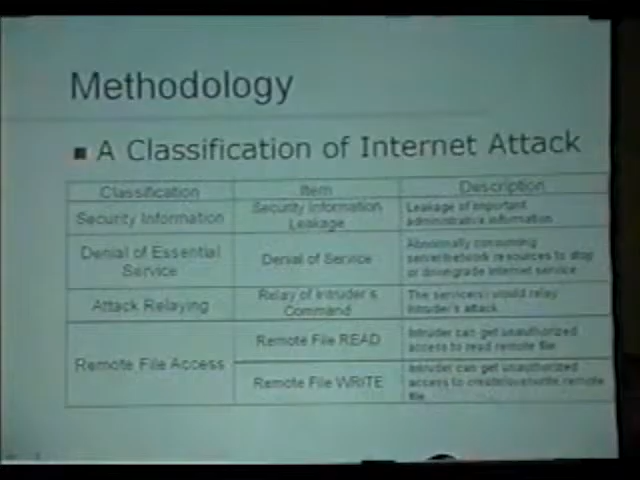 Methodology
A Classification of Internet Attack
Classification Item Description
Security Information
Security Information
Leakage
Leakage of important
administrative information
Denial of Essential
Service
Denial of Service
Abnormally consuming
server/network resources to stop
or downgrade internet service
Attack Relaying
Relay of Intruder's
Command
The servers would relay
intruder's attack
Remote File Access
Remote File READ
Intruder can get unauthorized
access to read remote file
Remote File WRITE
Intruder can get unauthorized
access to create/overwrite remote
file